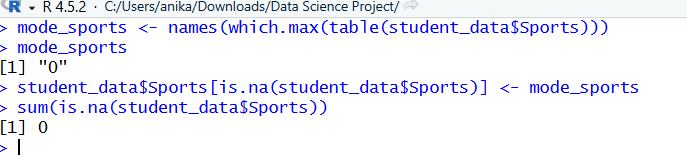 R 4.5.2 · C:/Users/anika/Downloads/Data Science Project/
> mode_sports <- names(which.max(table(student_data$Sports)))
> mode_sports
[1] "0"
> student_data$Sports[is.na(student_data$Sports)] <- mode_sports
> sum(is.na(student_data$Sports))
[1] 0
>